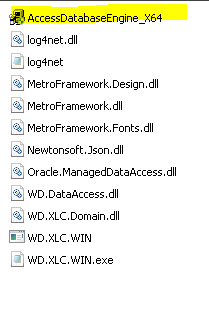 AccessDatabaseEngine_X64
log4net.dll
log4net
MetroFramework.Design.dll
MetroFramework.dll
MetroFramework.Fonts.dll
Newtonsoft.Json.dll
Oracle.ManagedDataAccess.dll
WD.DataAccess.dll
WD.XLC.Domain.dll
WD.XLC.WIN
WD.XLC.WIN.exe